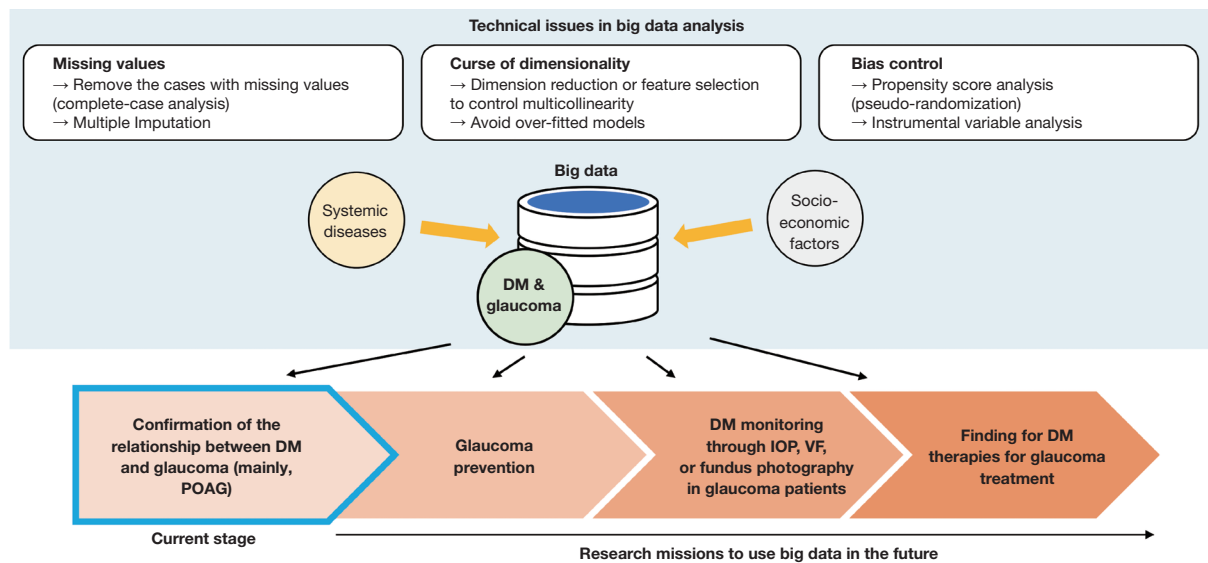 Technical issues in big data analysis
Missing values
→ Remove the cases with missing values
(complete-case analysis)
→ Multiple Imputation
Curse of dimensionality
→ Dimension reduction or feature selection
to control multicollinearity
→ Avoid over-fitted models
Bias control
→ Propensity score analysis
(pseudo-randomization)
→ Instrumental variable analysis
Big data
Systemic
diseases
Socio-
economic
factors
DM &
glaucoma
Confirmation of the
relationship between DM
and glaucoma (mainly,
POAG)
Glaucoma
prevention
DM monitoring
through IOP, VF,
or fundus photography
in glaucoma patients
Finding for DM
therapies for glaucoma
treatment
Current stage
Research missions to use big data in the future